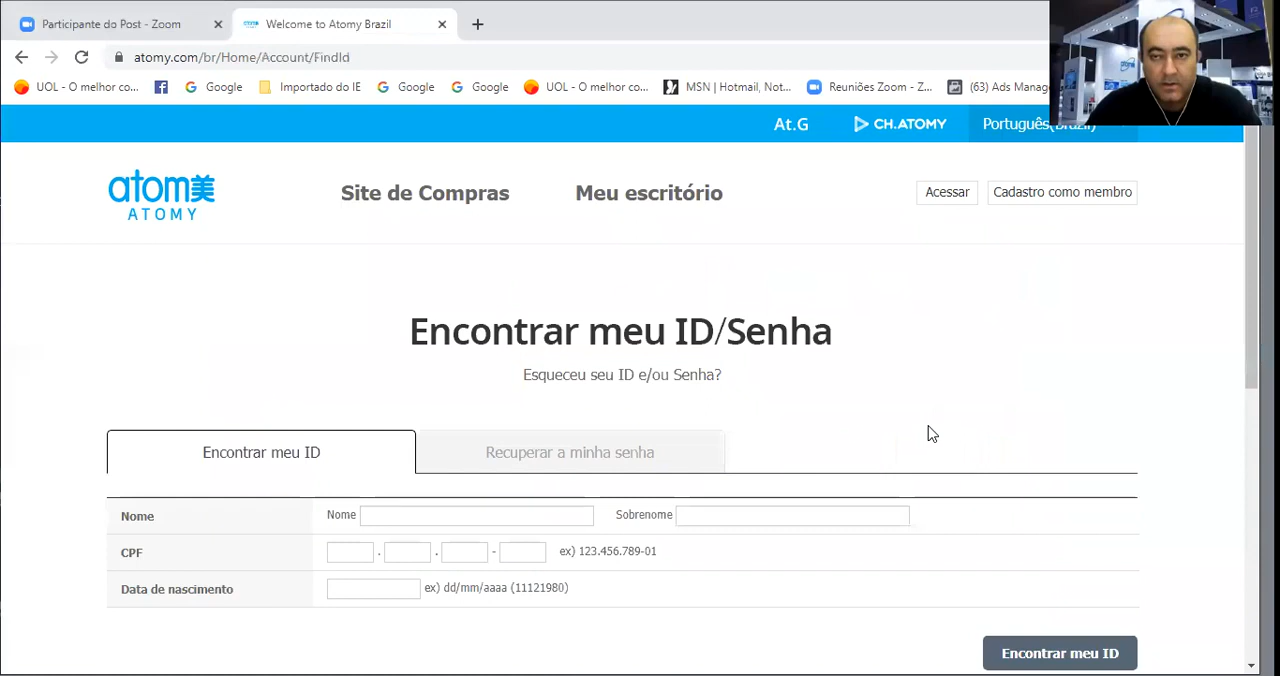 Participante do Post - Zoom
Welcome to Atomy Brazil
atomy.com/br/Home/Account/FindId
UOL - O melhor co...
Google
Importado do IE
Google
Google
UOL - O melhor co...
MSN | Hotmail, Not...
Reuniões Zoom - Z...
(63) Ads Manag
At.G
CH.ATOMY
Português(Brazil)
atom美
ATOMY
Site de Compras
Meu escritório
Acessar
Cadastro como membro
Encontrar meu ID/Senha
Esqueceu seu ID e/ou Senha?
Encontrar meu ID
Recuperar a minha senha
Nome
Nome
Sobrenome
CPF
. . - ex) 123.456.789-01
Data de nascimento
ex) dd/mm/aaaa (11121980)
Encontrar meu ID